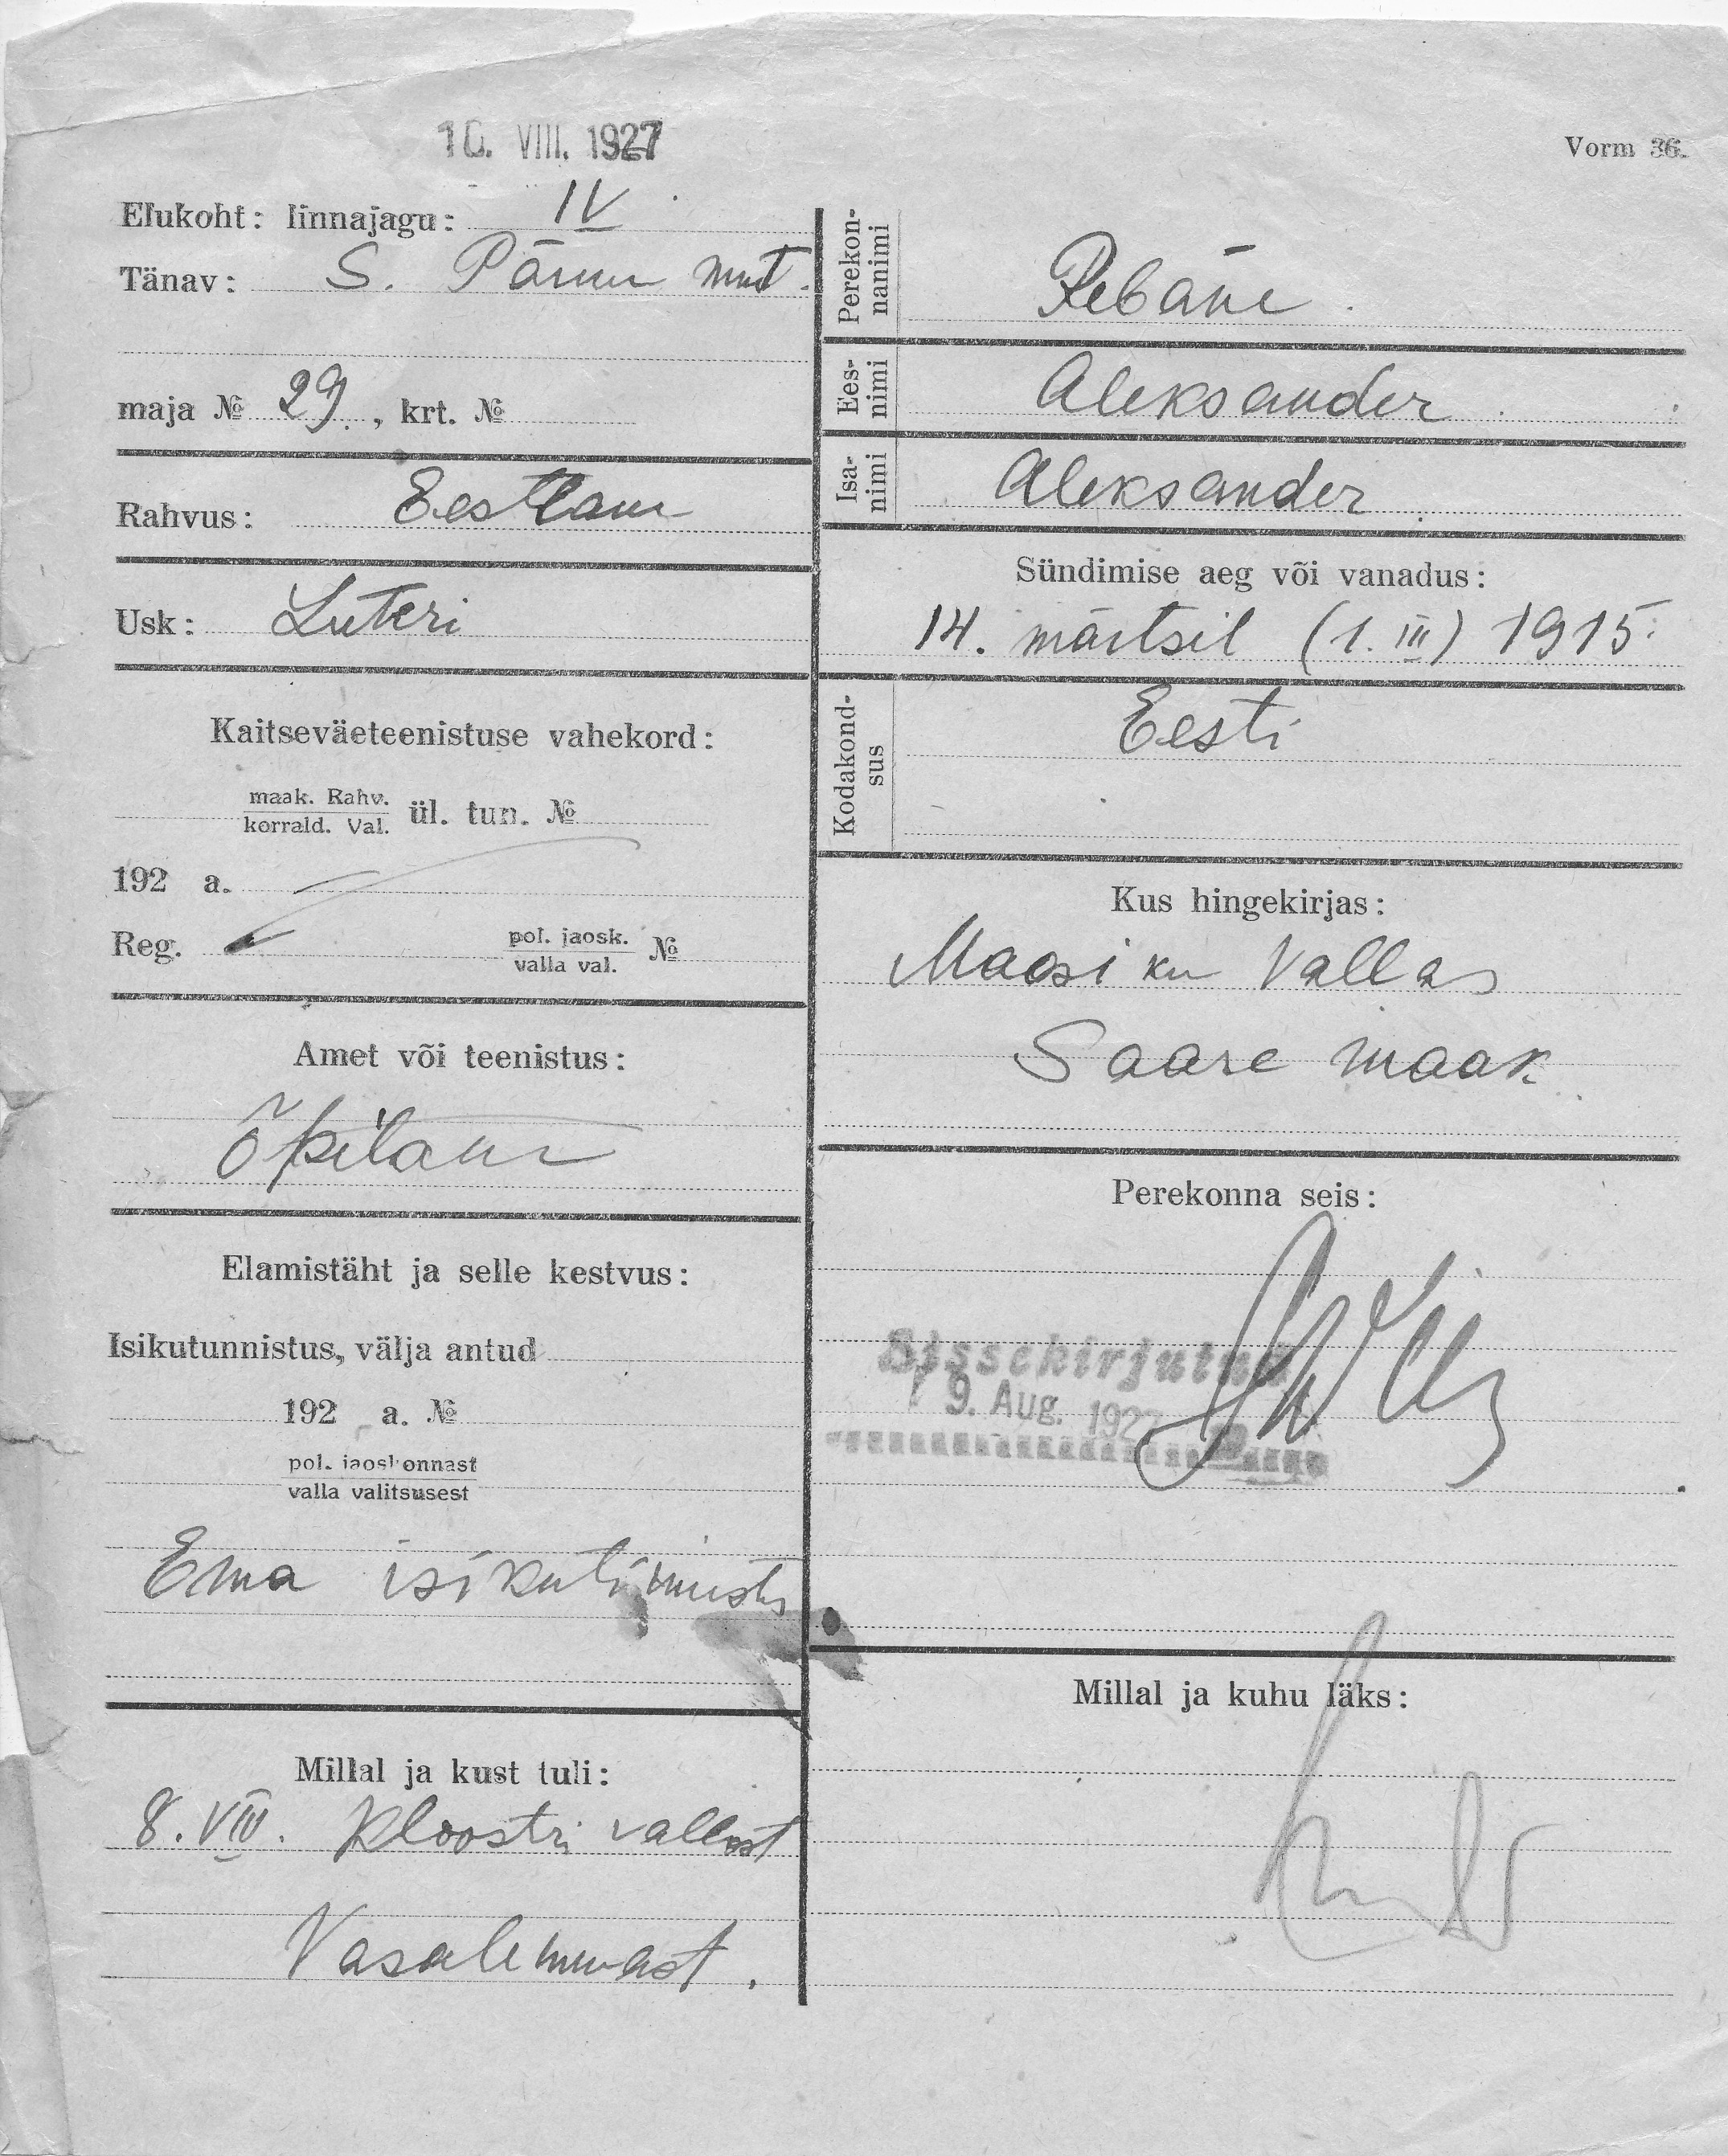 10. VIII. 1927
Vorm 36.
Elukoht: linnajagu: IV
Tänav: S. Pärnu mnt.
maja № 29, krt. №
Rahvus: Eestlane
Usk: Luteri
Kaitseväeteenistuse vahekord:
maak. Rahv.
korrald. Val. ül. tun. №
192 a.
Reg. pol. jaosk.
valla val. №
Amet või teenistus:
õpilane
Elamistäht ja selle kestvus:
Isikutunnistus, välja antud
192 a. №
pol. jaoskonnast
valla valitsusest
Ema isikutunnistus
Millal ja kust tuli:
8. VIII. Kloostri vallast
Vasalemmast.
Perekon-
nanimi
Rebane
Ees-
nimi
Aleksander
Isa-
nimi
Aleksander
Sündimise aeg või vanadus:
14. märtsil (1. III) 1915.
Kodakond-
sus
Eesti
Kus hingekirjas:
Maasiku Vallas
Saare maak.
Perekonna seis:
Sissekirjutud
9. Aug. 1927
Millal ja kuhu läks: